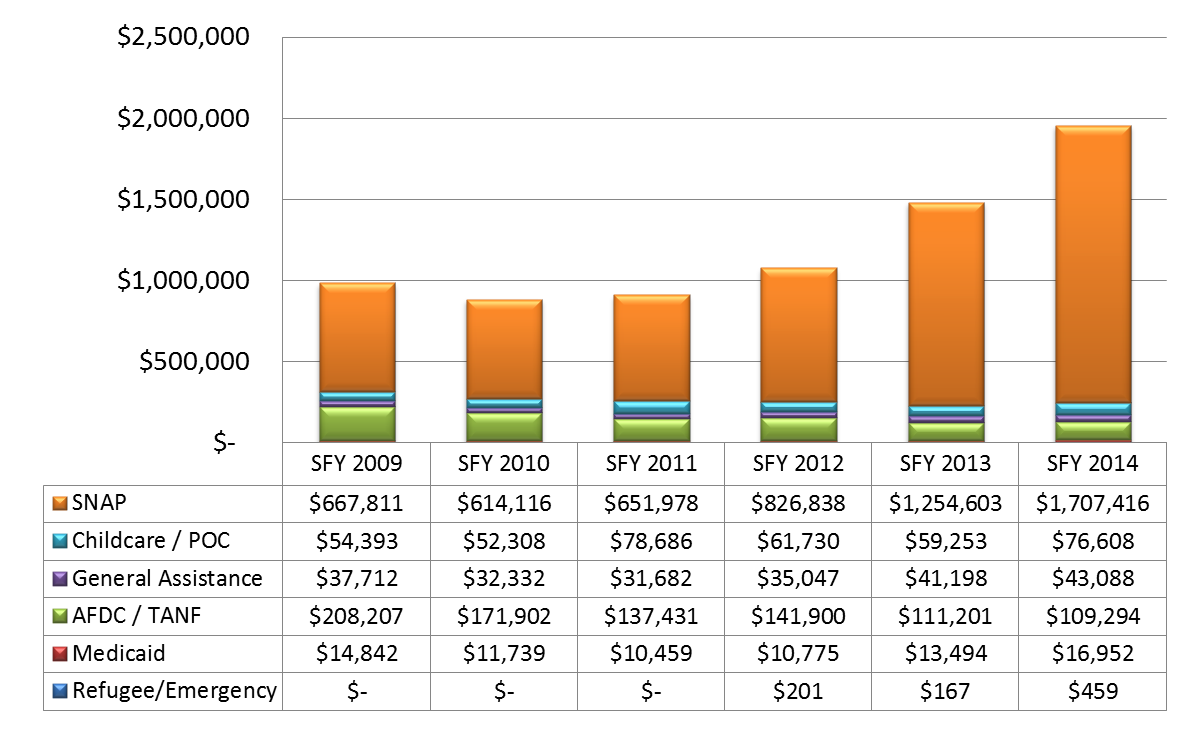 $2,500,000
$2,000,000
$1,500,000
$1,000,000
$500,000
$-
SFY 2009 SFY 2010 SFY 2011 SFY 2012 SFY 2013 SFY 2014
SNAP $667,811 $614,116 $651,978 $826,838 $1,254,603 $1,707,416
Childcare / POC $54,393 $52,308 $78,686 $61,730 $59,253 $76,608
General Assistance $37,712 $32,332 $31,682 $35,047 $41,198 $43,088
AFDC / TANF $208,207 $171,902 $137,431 $141,900 $111,201 $109,294
Medicaid $14,842 $11,739 $10,459 $10,775 $13,494 $16,952
Refugee/Emergency $- $- $- $201 $167 $459